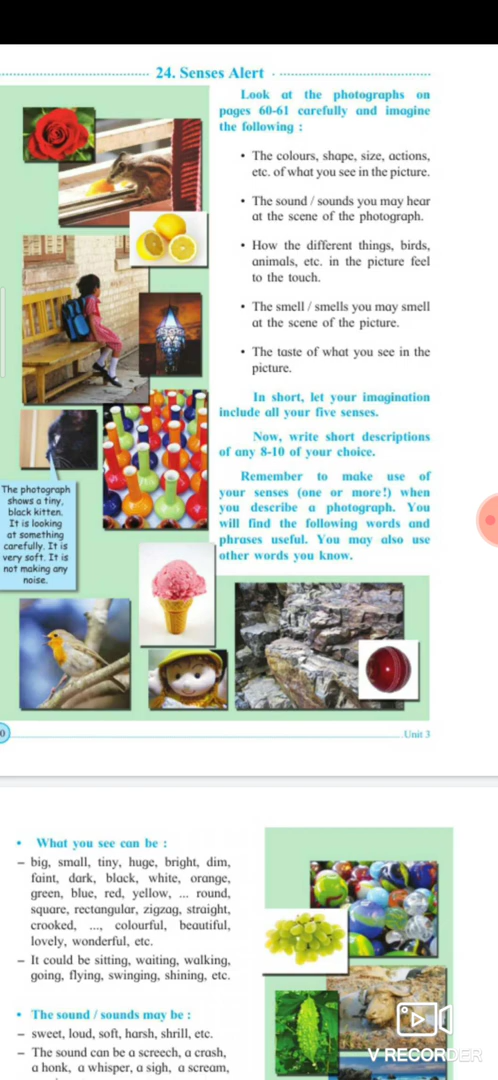 24. Senses Alert
Look at the photographs on
pages 60-61 carefully and imagine
the following :
• The colours, shape, size, actions,
etc. of what you see in the picture.
• The sound / sounds you may hear
at the scene of the photograph.
• How the different things, birds,
animals, etc. in the picture feel
to the touch.
• The smell / smells you may smell
at the scene of the picture.
• The taste of what you see in the
picture.
In short, let your imagination
include all your five senses.
Now, write short descriptions
of any 8-10 of your choice.
Remember to make use of
your senses (one or more!) when
you describe a photograph. You
will find the following words and
phrases useful. You may also use
other words you know.
The photograph
shows a tiny,
black kitten.
It is looking
at something
carefully. It is
very soft. It is
not making any
noise.
0
Unit 3
• What you see can be :
– big, small, tiny, huge, bright, dim,
faint, dark, black, white, orange,
green, blue, red, yellow, ... round,
square, rectangular, zigzag, straight,
crooked, ..., colourful, beautiful,
lovely, wonderful, etc.
– It could be sitting, waiting, walking,
going, flying, swinging, shining, etc.
• The sound / sounds may be :
– sweet, loud, soft, harsh, shrill, etc.
– The sound can be a screech, a crash,
a honk, a whisper, a sigh, a scream,
V RECORDER